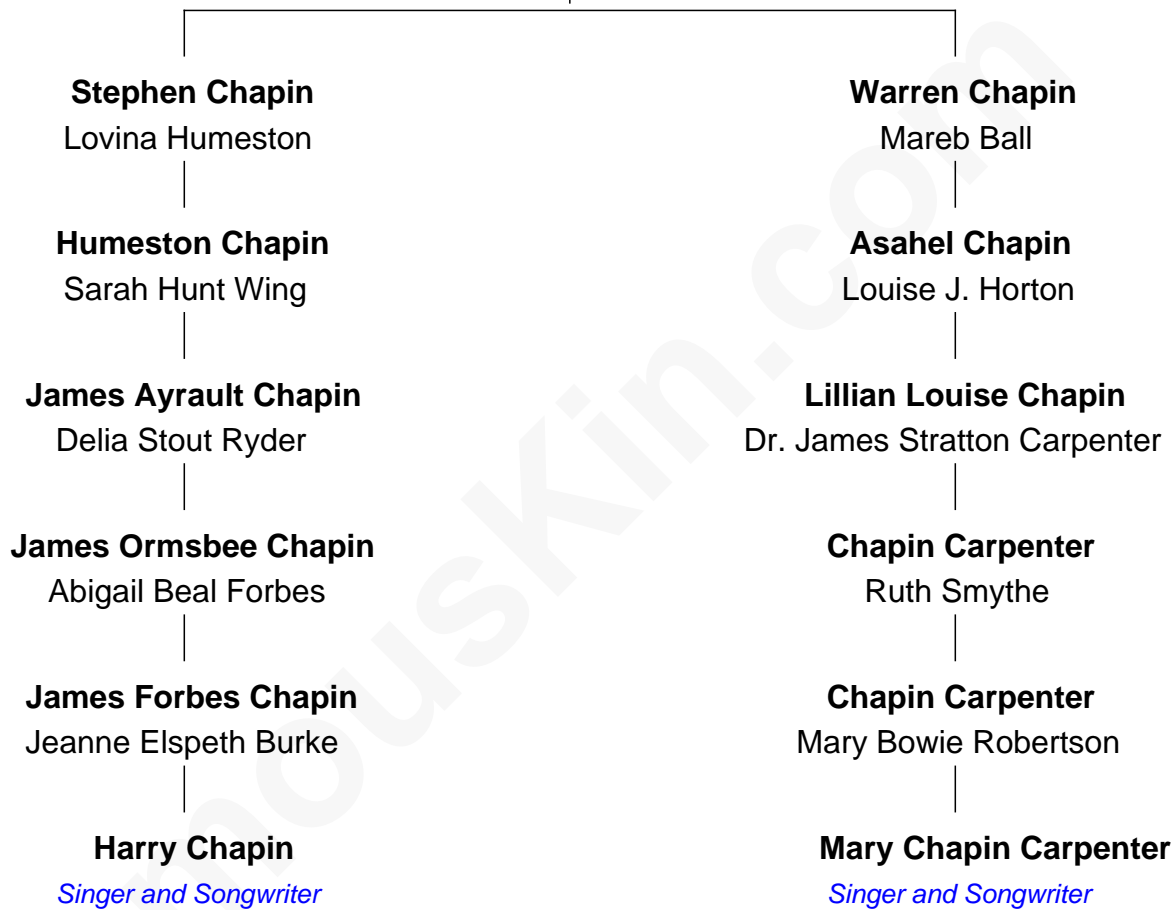 Stephen Chapin
Lovina Humeston
Humeston Chapin
Sarah Hunt Wing
James Ayrault Chapin
Delia Stout Ryder
James Ormsbee Chapin
Abigail Beal Forbes
James Forbes Chapin
Jeanne Elspeth Burke
Harry Chapin
Singer and Songwriter
Warren Chapin
Mareb Ball
Asahel Chapin
Louise J. Horton
Lillian Louise Chapin
Dr. James Stratton Carpenter
Chapin Carpenter
Ruth Smythe
Chapin Carpenter
Mary Bowie Robertson
Mary Chapin Carpenter
Singer and Songwriter
mousKin.com